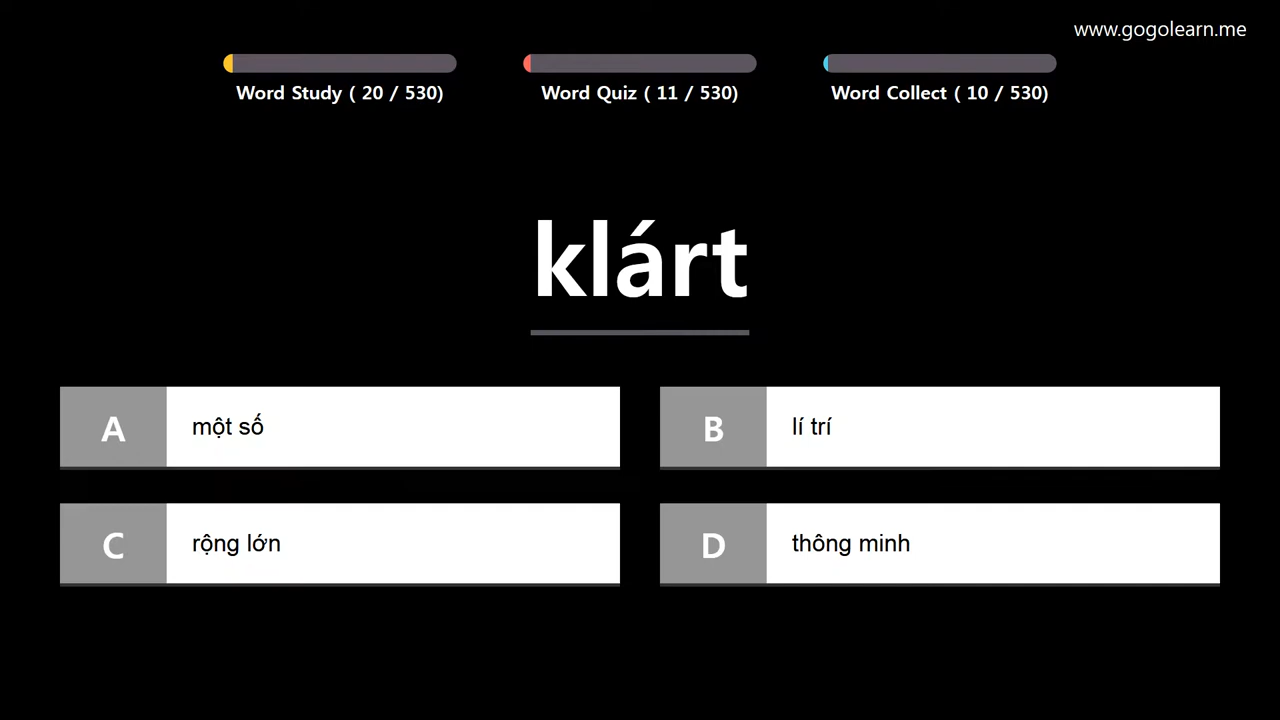 www.gogolearn.me
Word Study ( 20 / 530)
Word Quiz ( 11 / 530)
Word Collect ( 10 / 530)
klárt
A
một số
B
lí trí
C
rộng lớn
D
thông minh